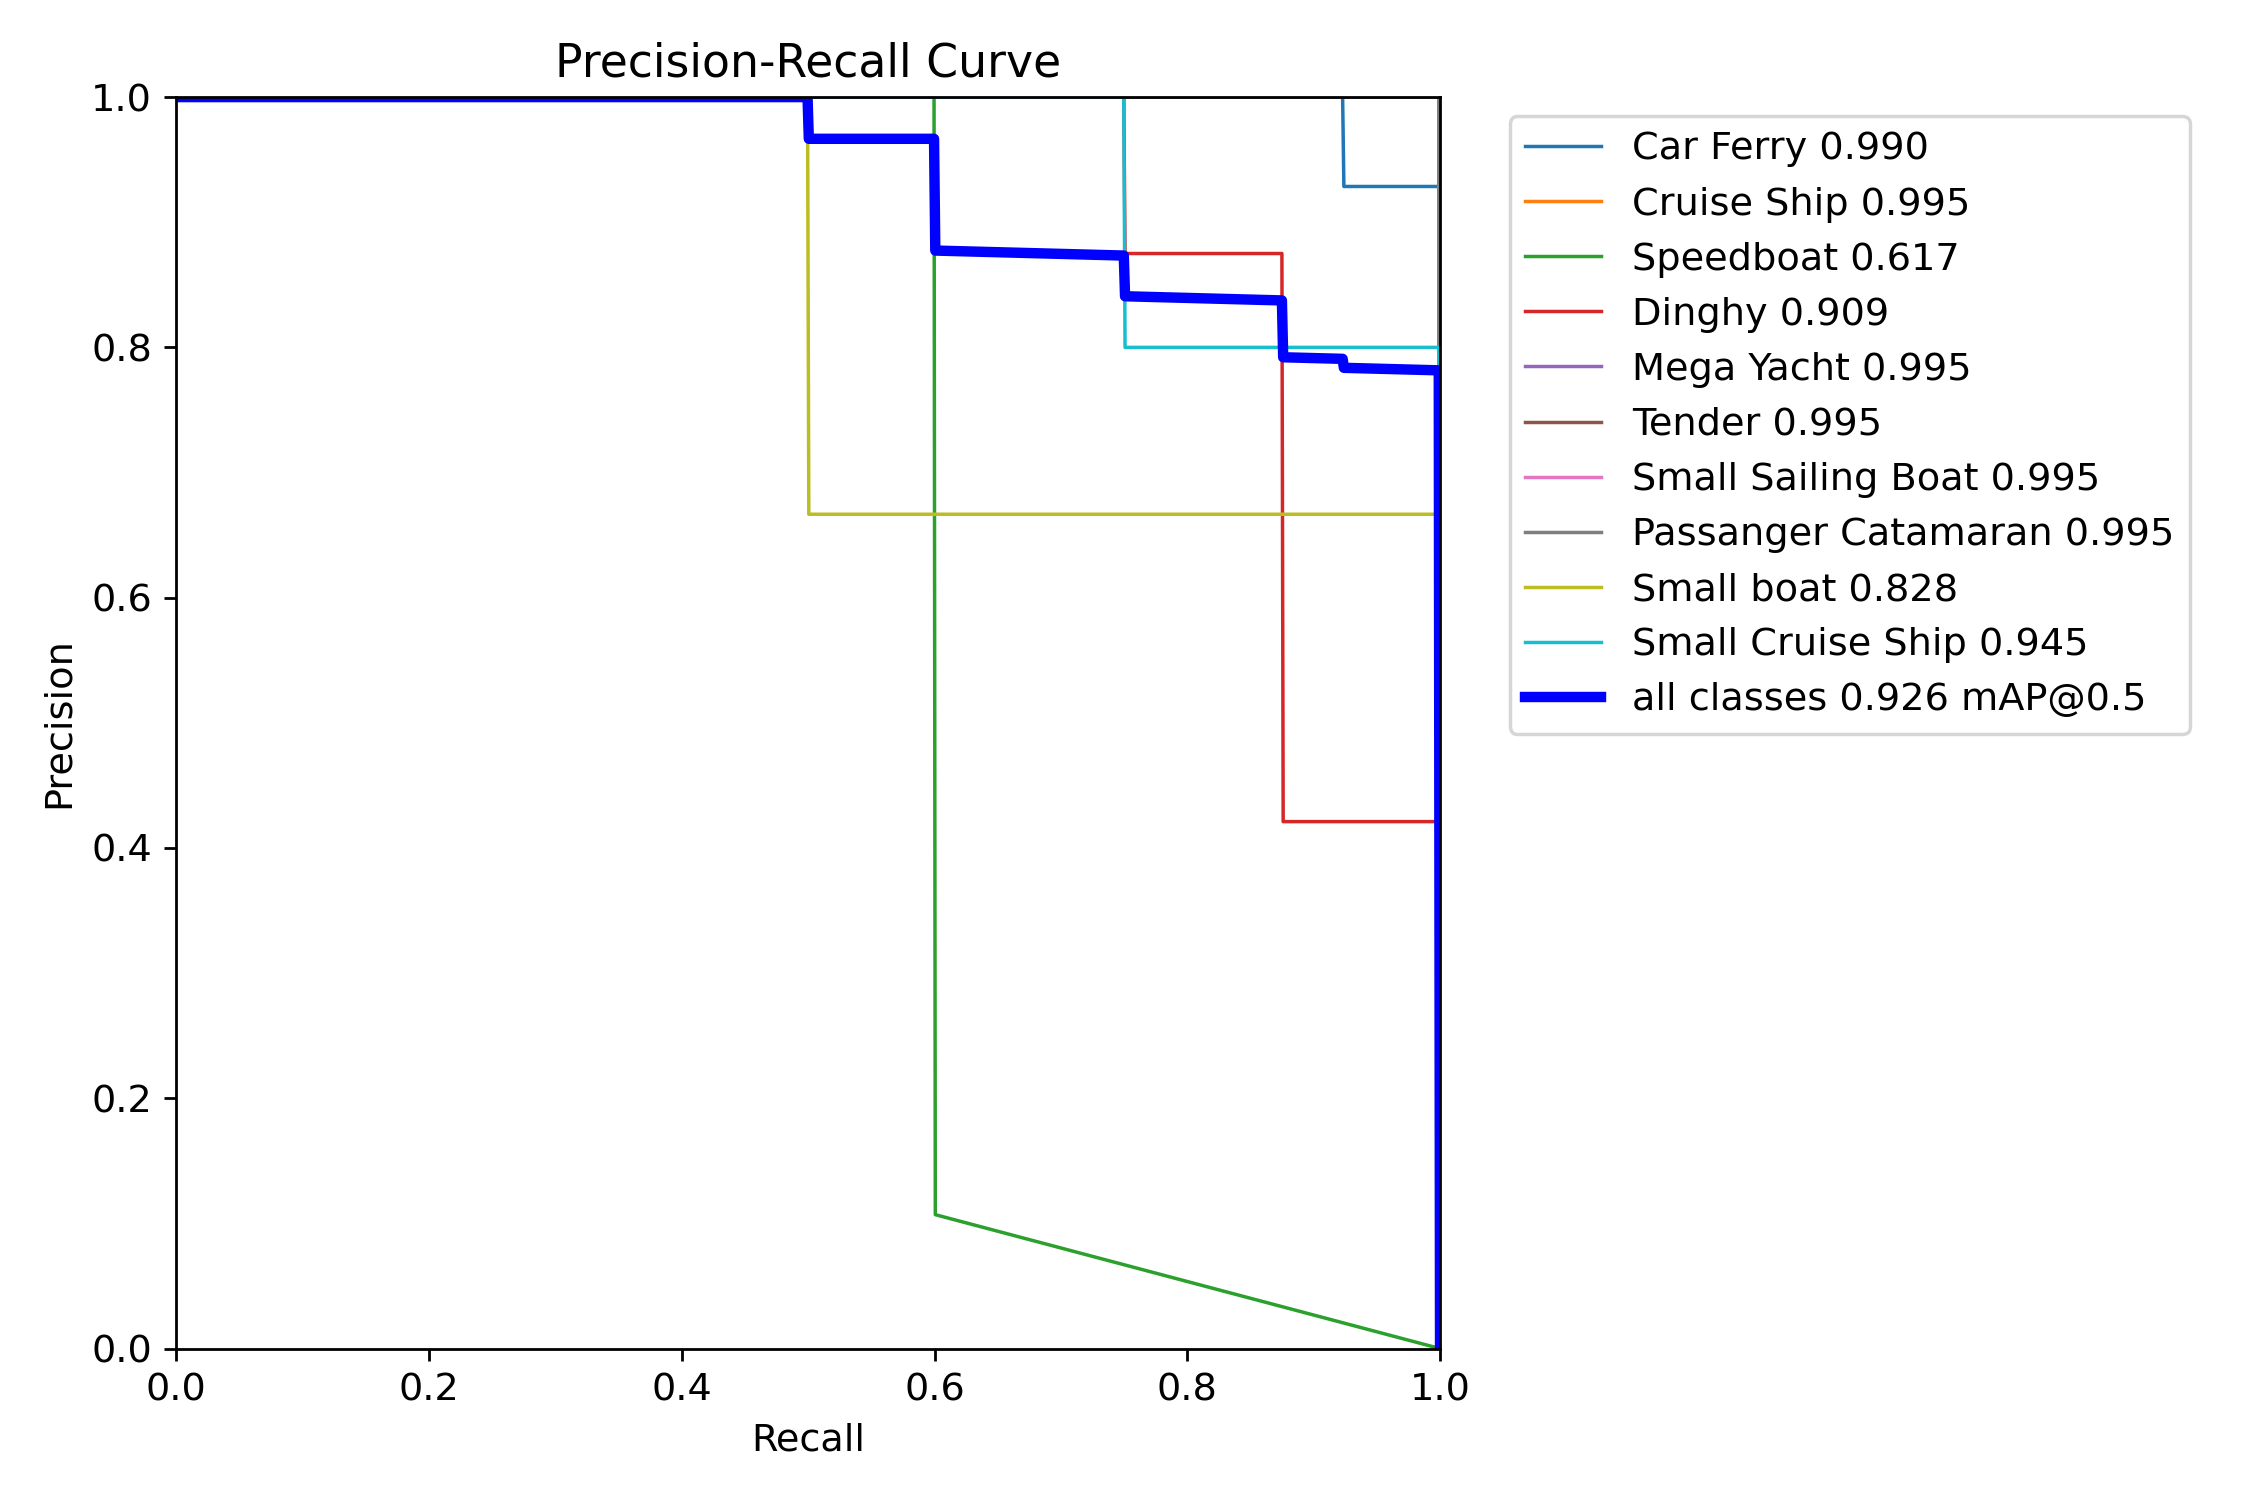 Precision-Recall Curve
1.0
0.8
0.6
0.4
0.2
0.0
Precision
0.0 0.2 0.4 0.6 0.8 1.0
Recall
Car Ferry 0.990
Cruise Ship 0.995
Speedboat 0.617
Dinghy 0.909
Mega Yacht 0.995
Tender 0.995
Small Sailing Boat 0.995
Passanger Catamaran 0.995
Small boat 0.828
Small Cruise Ship 0.945
all classes 0.926 mAP@0.5